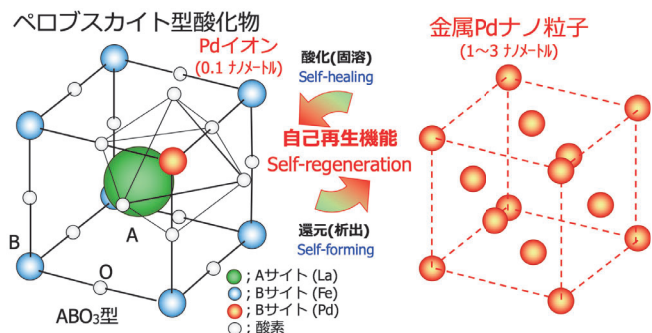 ペロブスカイト型酸化物
Pdイオン
(0.1 ナノメートル)
酸化(固溶)
Self-healing
自己再生機能
Self-regeneration
還元(析出)
Self-forming
金属Pdナノ粒子
(1〜3 ナノメートル)
B
A
O
ABO₃型
; Aサイト (La)
; Bサイト (Fe)
; Bサイト (Pd)
; 酸素